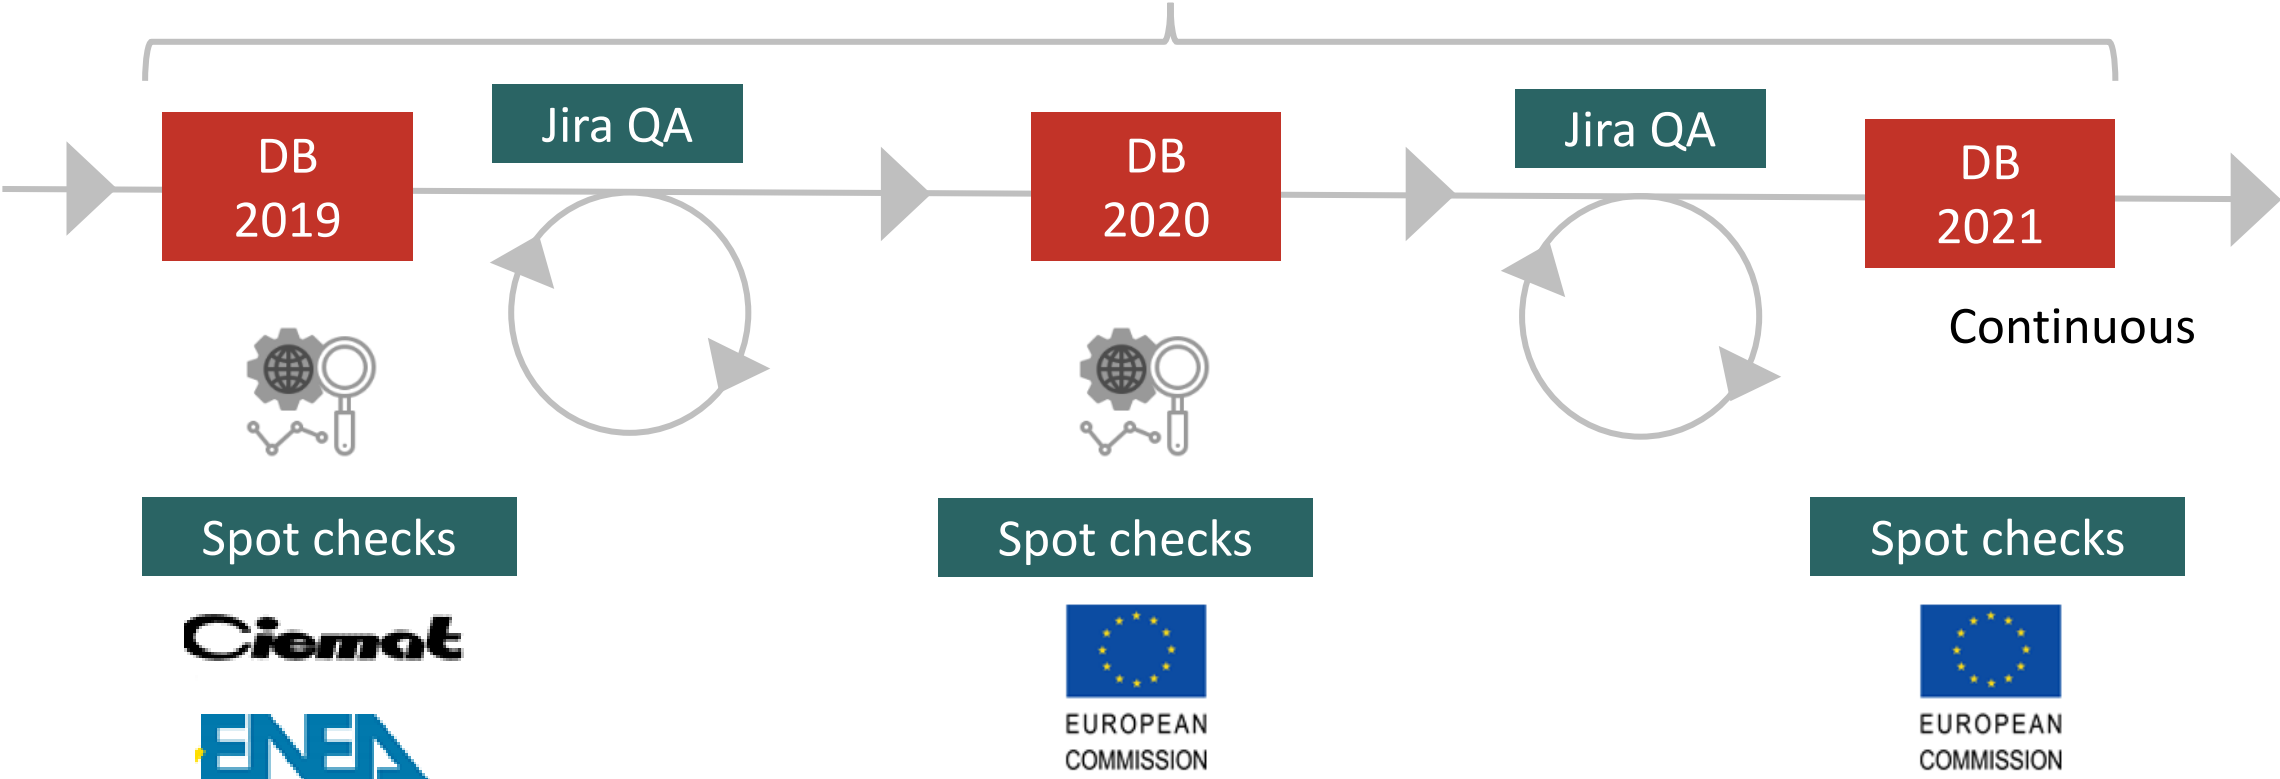 DB
2019
Jira QA
DB
2020
Jira QA
DB
2021
Continuous
Spot checks
Spot checks
Spot checks
Ciemat
ENEA
EUROPEAN
COMMISSION
EUROPEAN
COMMISSION